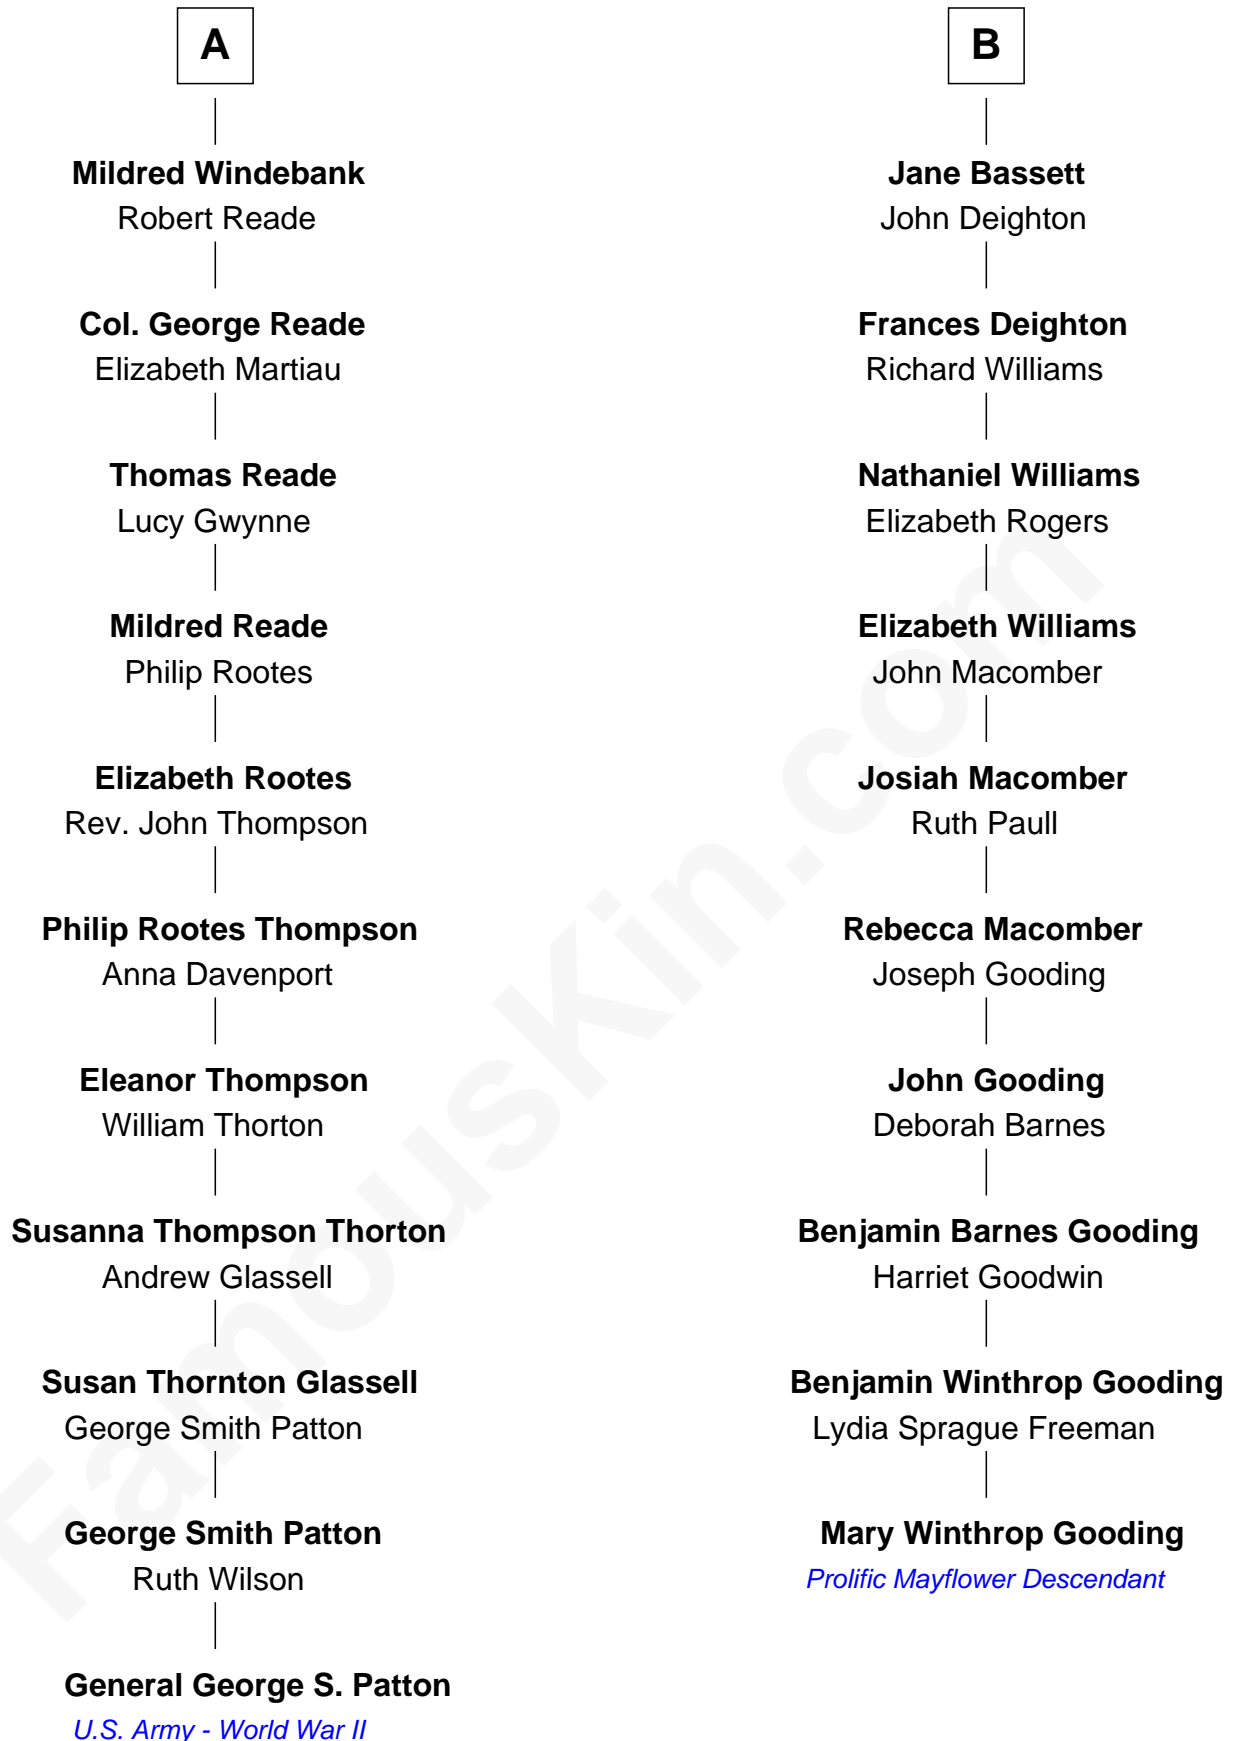 A
Mildred Windebank
Robert Reade
Col. George Reade
Elizabeth Martiau
Thomas Reade
Lucy Gwynne
Mildred Reade
Philip Rootes
Elizabeth Rootes
Rev. John Thompson
Philip Rootes Thompson
Anna Davenport
Eleanor Thompson
William Thorton
Susanna Thompson Thorton
Andrew Glassell
Susan Thornton Glassell
George Smith Patton
George Smith Patton
Ruth Wilson
General George S. Patton
U.S. Army - World War II
B
Jane Bassett
John Deighton
Frances Deighton
Richard Williams
Nathaniel Williams
Elizabeth Rogers
Elizabeth Williams
John Macomber
Josiah Macomber
Ruth Paull
Rebecca Macomber
Joseph Gooding
John Gooding
Deborah Barnes
Benjamin Barnes Gooding
Harriet Goodwin
Benjamin Winthrop Gooding
Lydia Sprague Freeman
Mary Winthrop Gooding
Prolific Mayflower Descendant
FamousKin.com